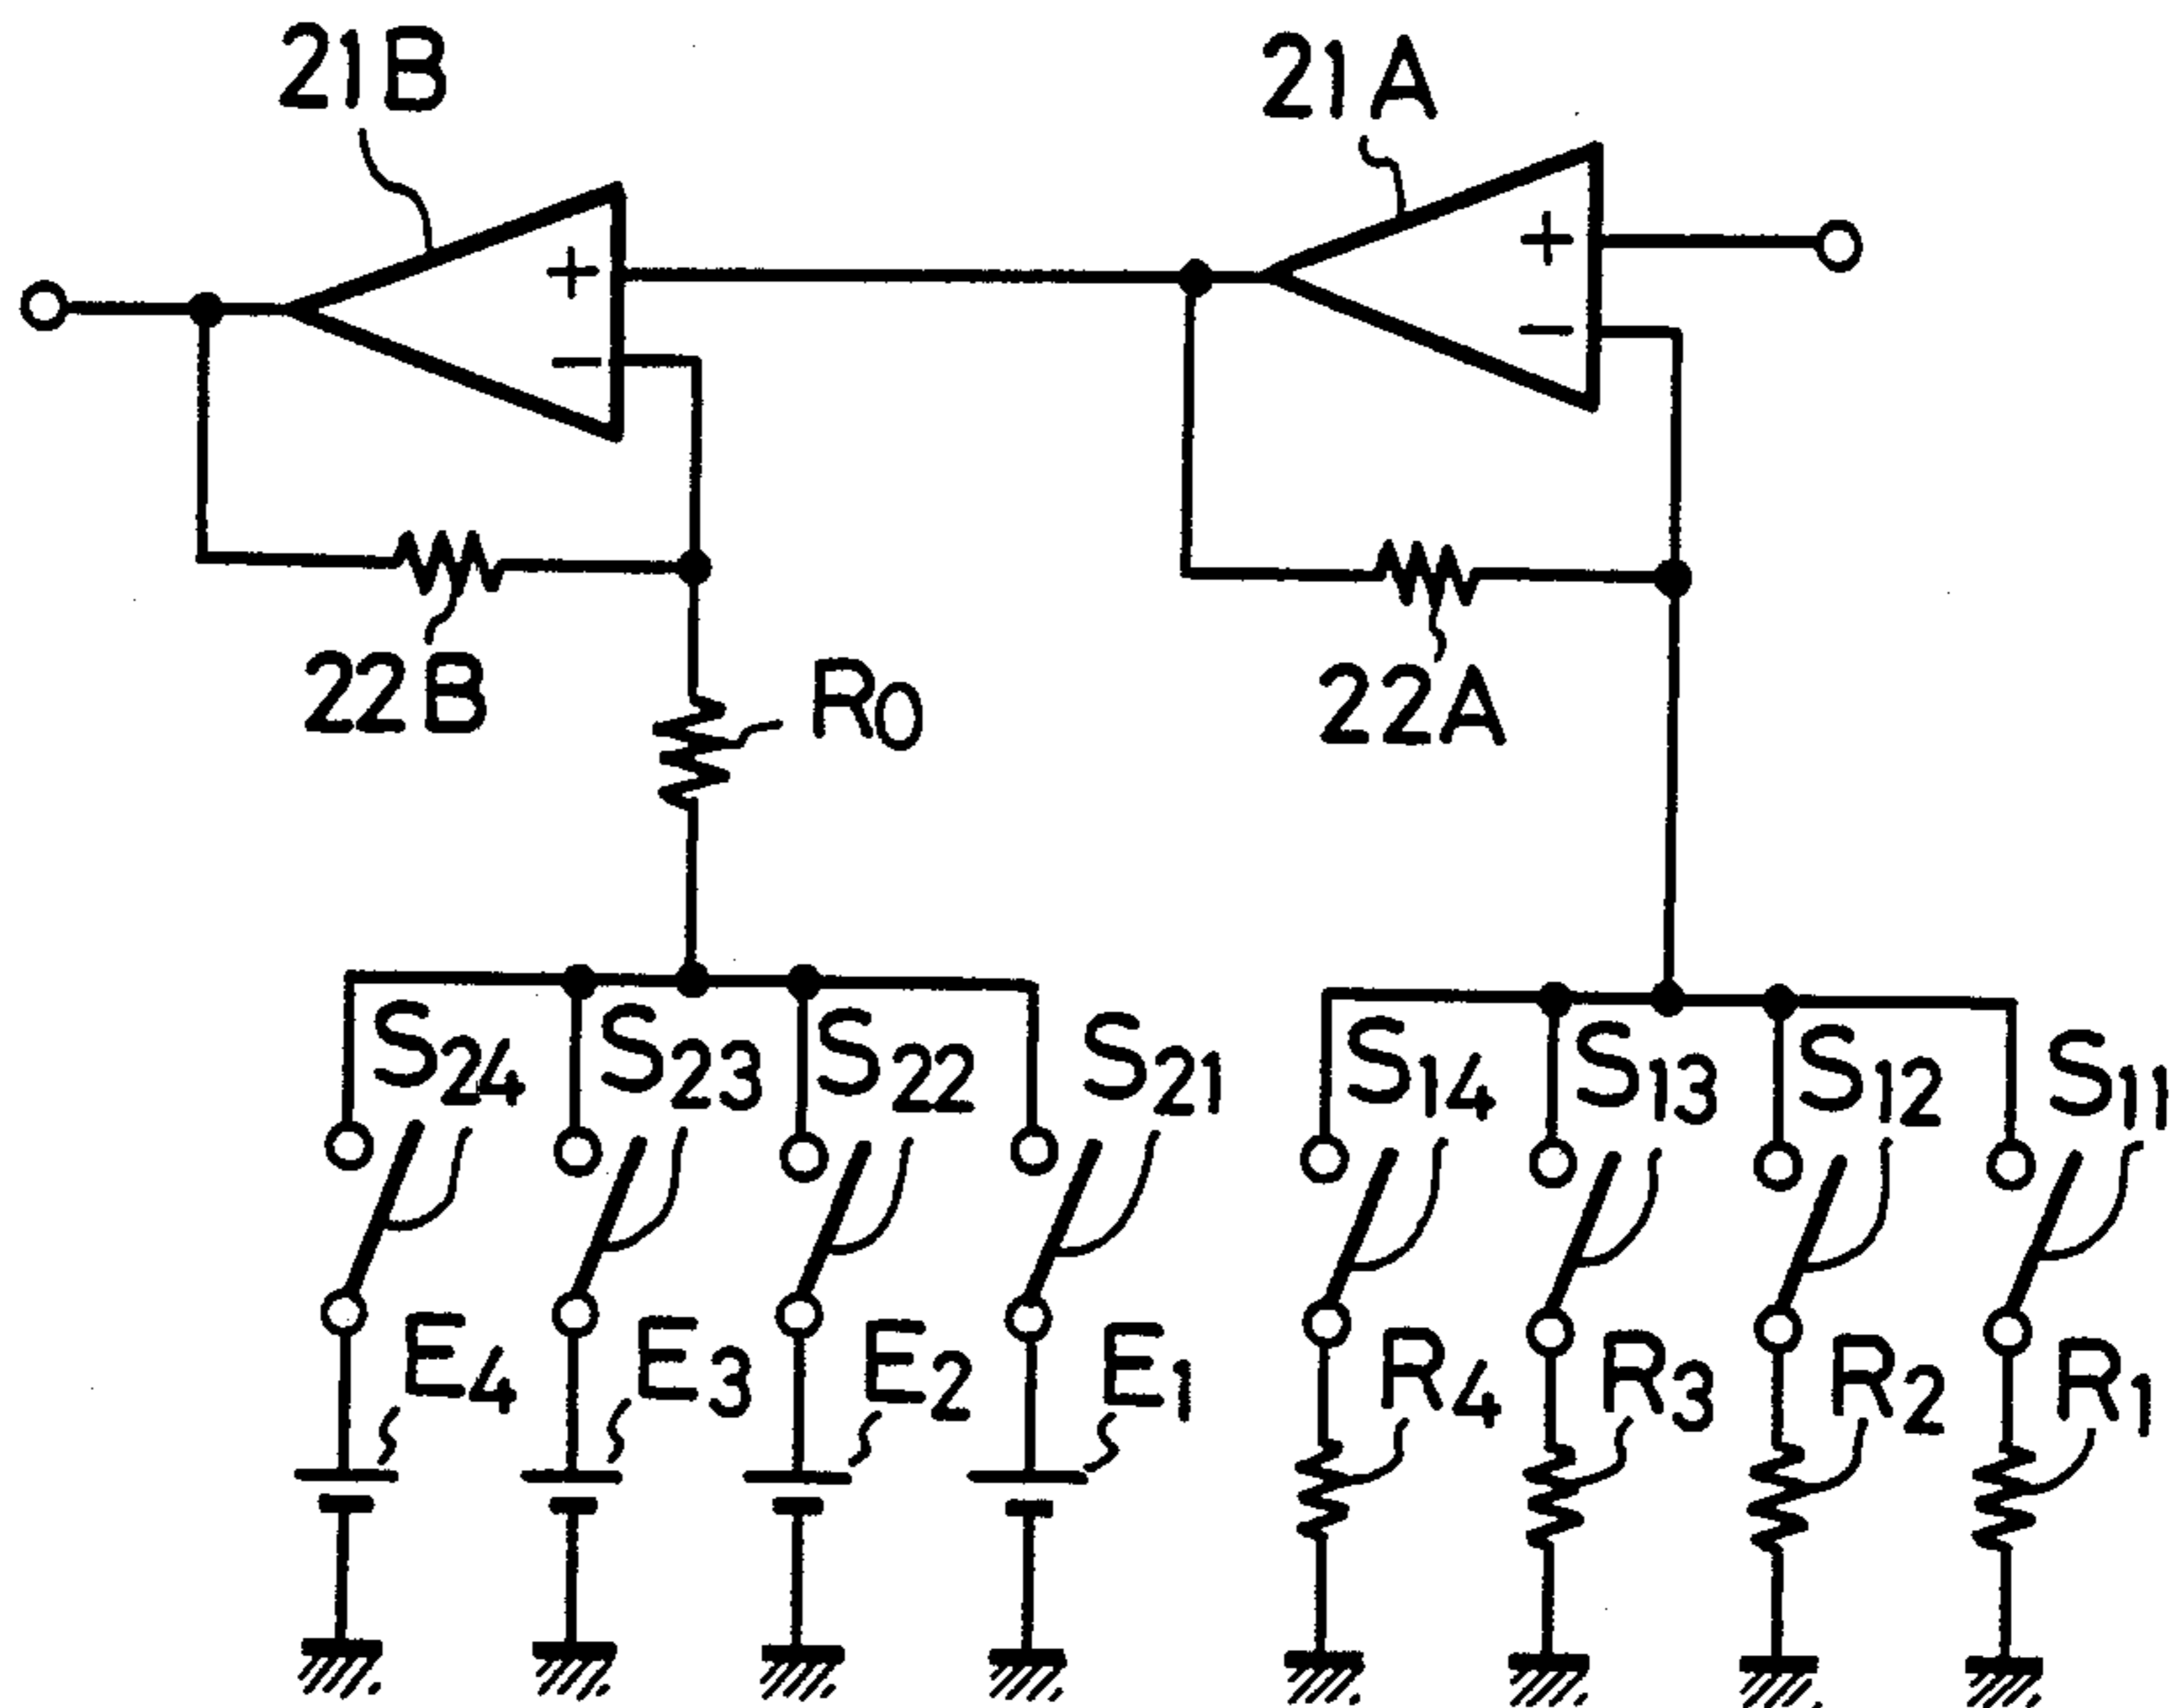 21B 21A
+ +
− −
22B R0 22A
S24 S23 S22 S21 S14 S13 S12 S11
E4 E3 E2 E1 R4 R3 R2 R1